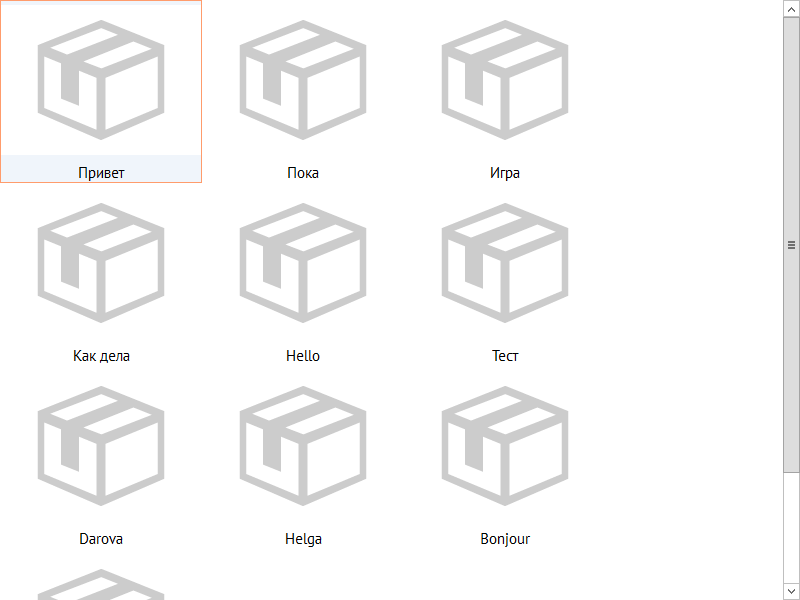 Привет
Пока
Игра
Как дела
Hello
Тест
Darova
Helga
Bonjour